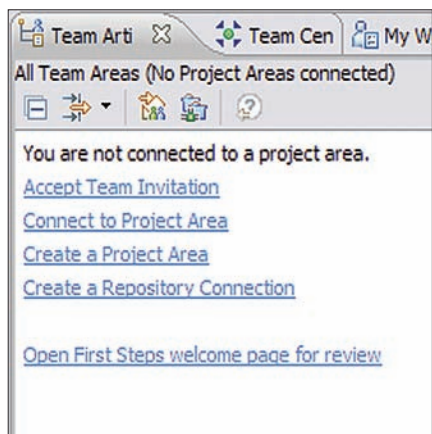 Team Arti Team Cen My W
All Team Areas (No Project Areas connected)
You are not connected to a project area.
Accept Team Invitation
Connect to Project Area
Create a Project Area
Create a Repository Connection
Open First Steps welcome page for review